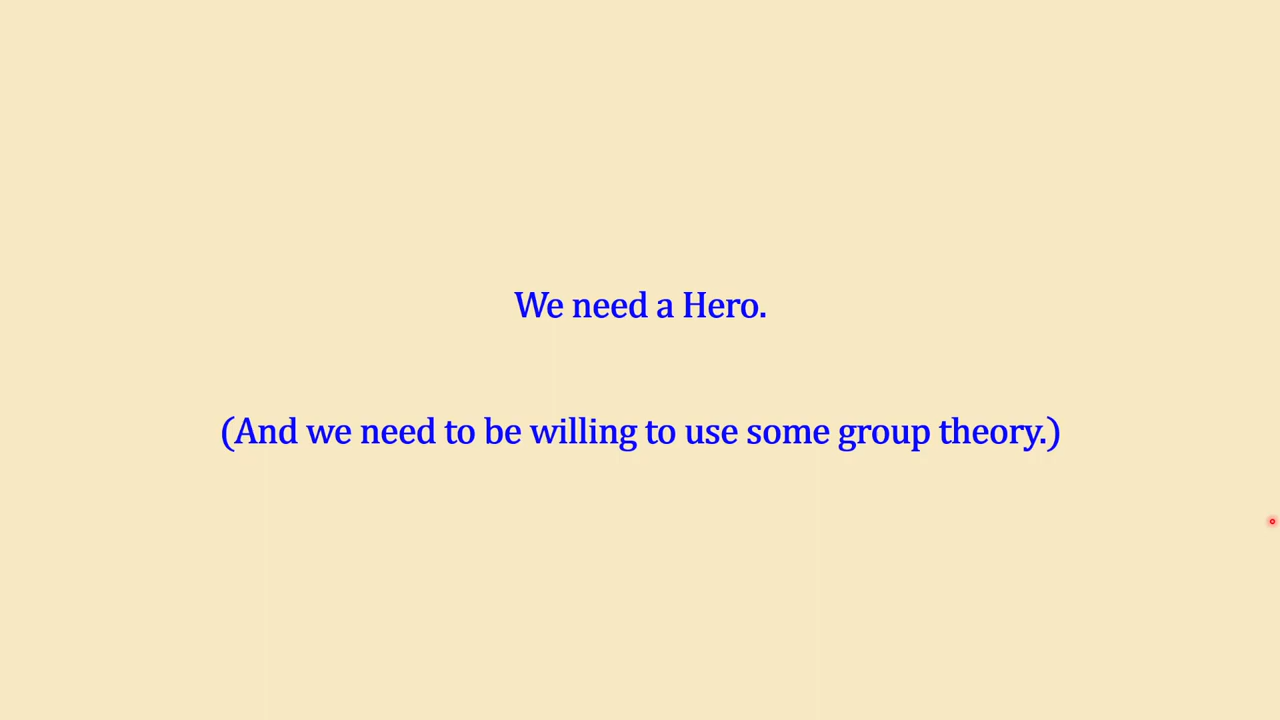 We need a Hero.
(And we need to be willing to use some group theory.)